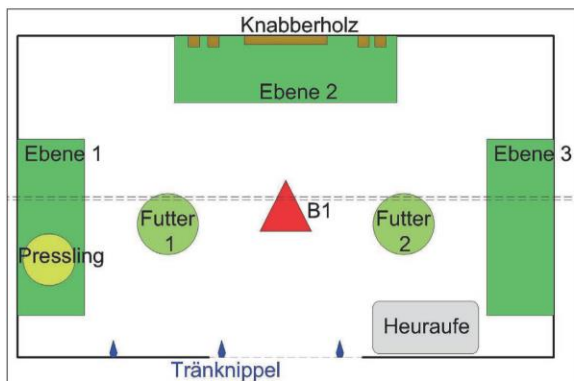 Knabberholz
Ebene 2
Ebene 1
Ebene 3
B1
Futter
1
Futter
2
Pressling
Heuraufe
Tränknippel